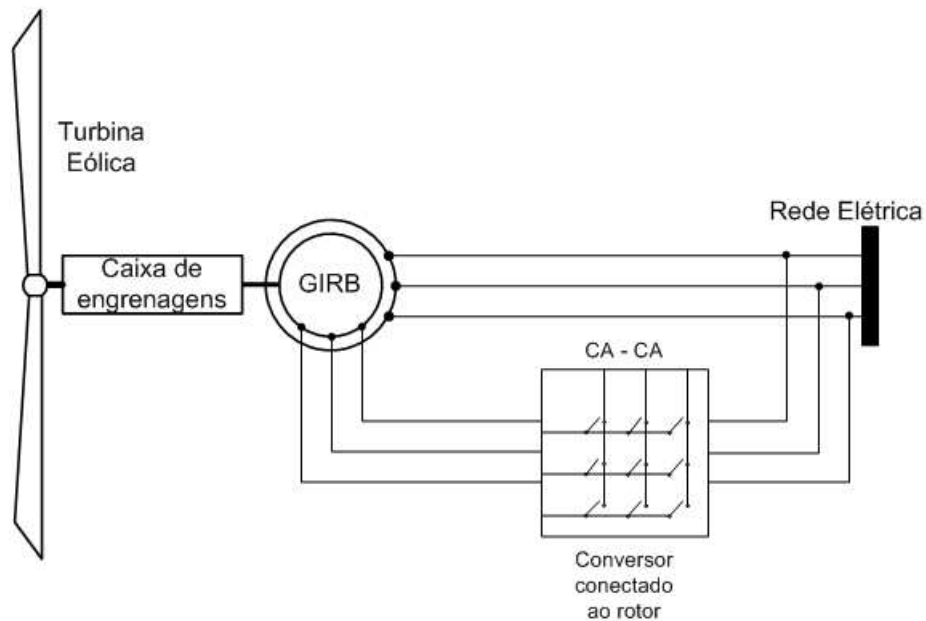 Turbina
Eólica
Rede Elétrica
Caixa de
engrenagens
GIRB
CA - CA
Conversor
conectado
ao rotor